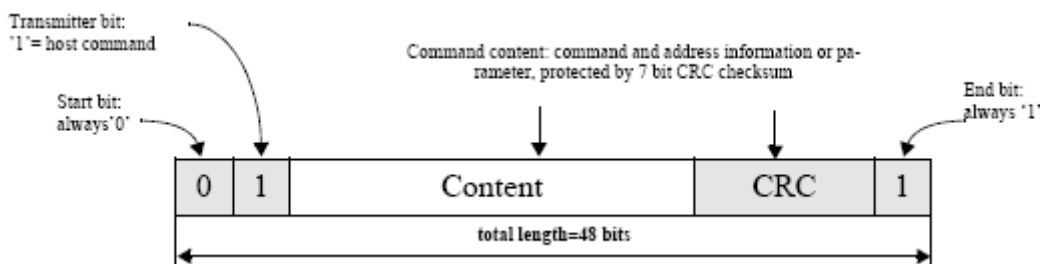 Transmitter bit:
"1"= host command
Command content: command and address information or pa-
rameter, protected by 7 bit CRC checksum
Start bit:
always"0"
End bit:
always "1"
0 1 Content CRC 1
total length=48 bits